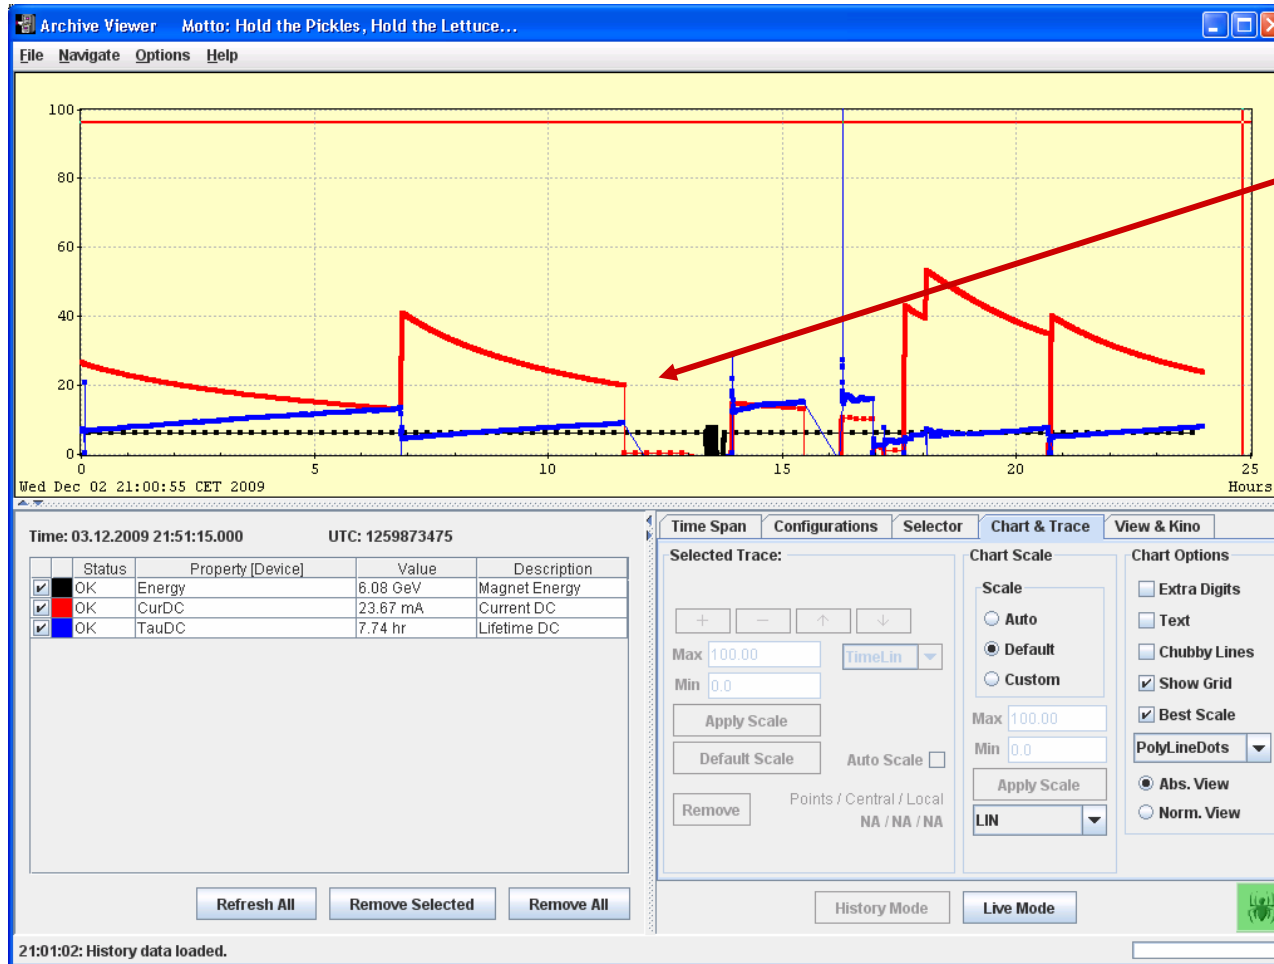 Archive Viewer Motto: Hold the Pickles, Hold the Lettuce...
File Navigate Options Help
100
80
60
40
20
0
0 5 10 15 20 25
Wed Dec 02 21:00:55 CET 2009 Hours
Time: 03.12.2009 21:51:15.000 UTC: 1259873475
Status Property [Device] Value Description
OK Energy 6.08 GeV Magnet Energy
OK CurDC 23.67 mA Current DC
OK TauDC 7.74 hr Lifetime DC
Refresh All Remove Selected Remove All
Time Span Configurations Selector Chart & Trace View & Kino
Selected Trace:
+ − ↑ ↓
Max 100.00 TimeLin
Min 0.0
Apply Scale
Default Scale Auto Scale
Remove Points / Central / Local
NA / NA / NA
Chart Scale
Scale
Auto
Default
Custom
Max 100.00
Min 0.0
Apply Scale
LIN
Chart Options
Extra Digits
Text
Chubby Lines
Show Grid
Best Scale
PolyLineDots
Abs. View
Norm. View
History Mode Live Mode
21:01:02: History data loaded.